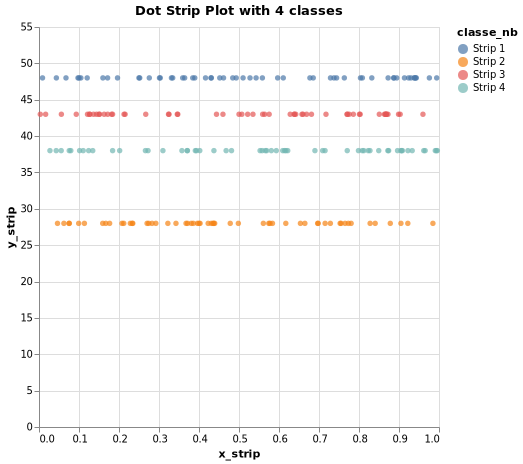 Dot Strip Plot with 4 classes
classe_nb
Strip 1
Strip 2
Strip 3
Strip 4
y_strip
55
50
45
40
35
30
25
20
15
10
5
0
0.0 0.1 0.2 0.3 0.4 0.5 0.6 0.7 0.8 0.9 1.0
x_strip